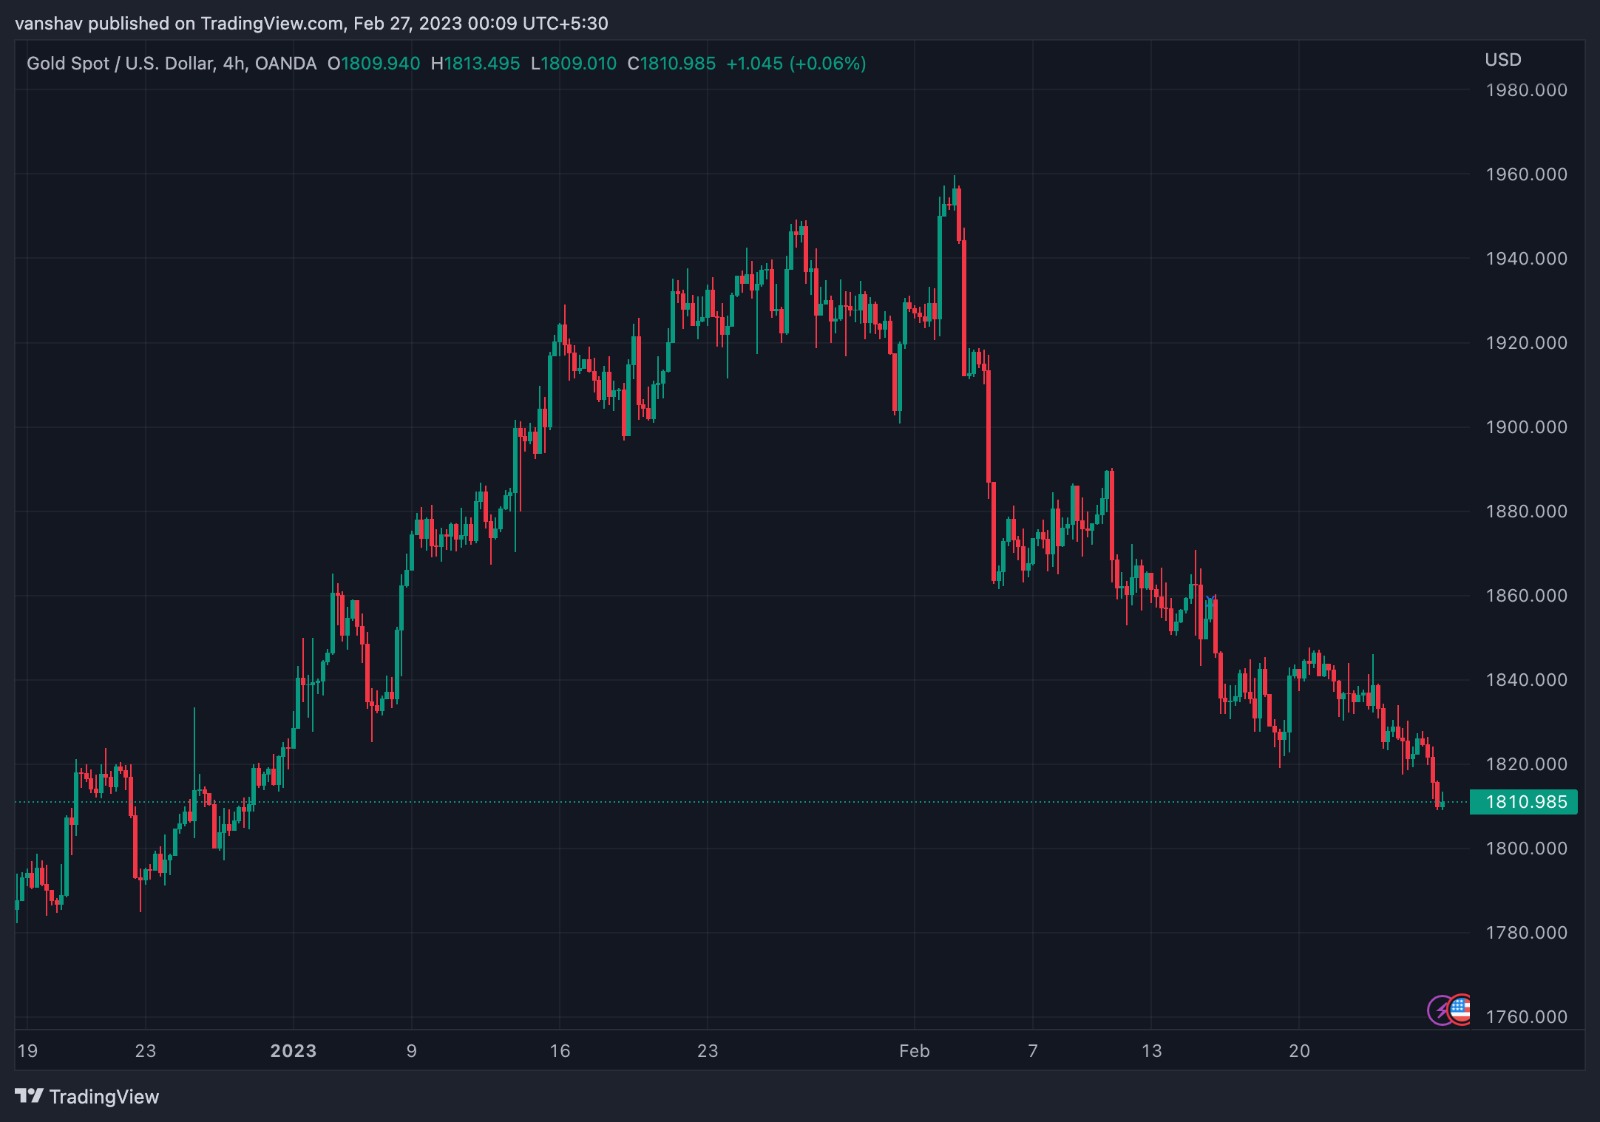 vanshav published on TradingView.com, Feb 27, 2023 00:09 UTC+5:30
Gold Spot / U.S. Dollar, 4h, OANDA O1809.940 H1813.495 L1809.010 C1810.985 +1.045 (+0.06%)
USD
1980.000
1960.000
1940.000
1920.000
1900.000
1880.000
1860.000
1840.000
1820.000
1810.985
1800.000
1780.000
1760.000
19 23 2023 9 16 23 Feb 7 13 20
TradingView